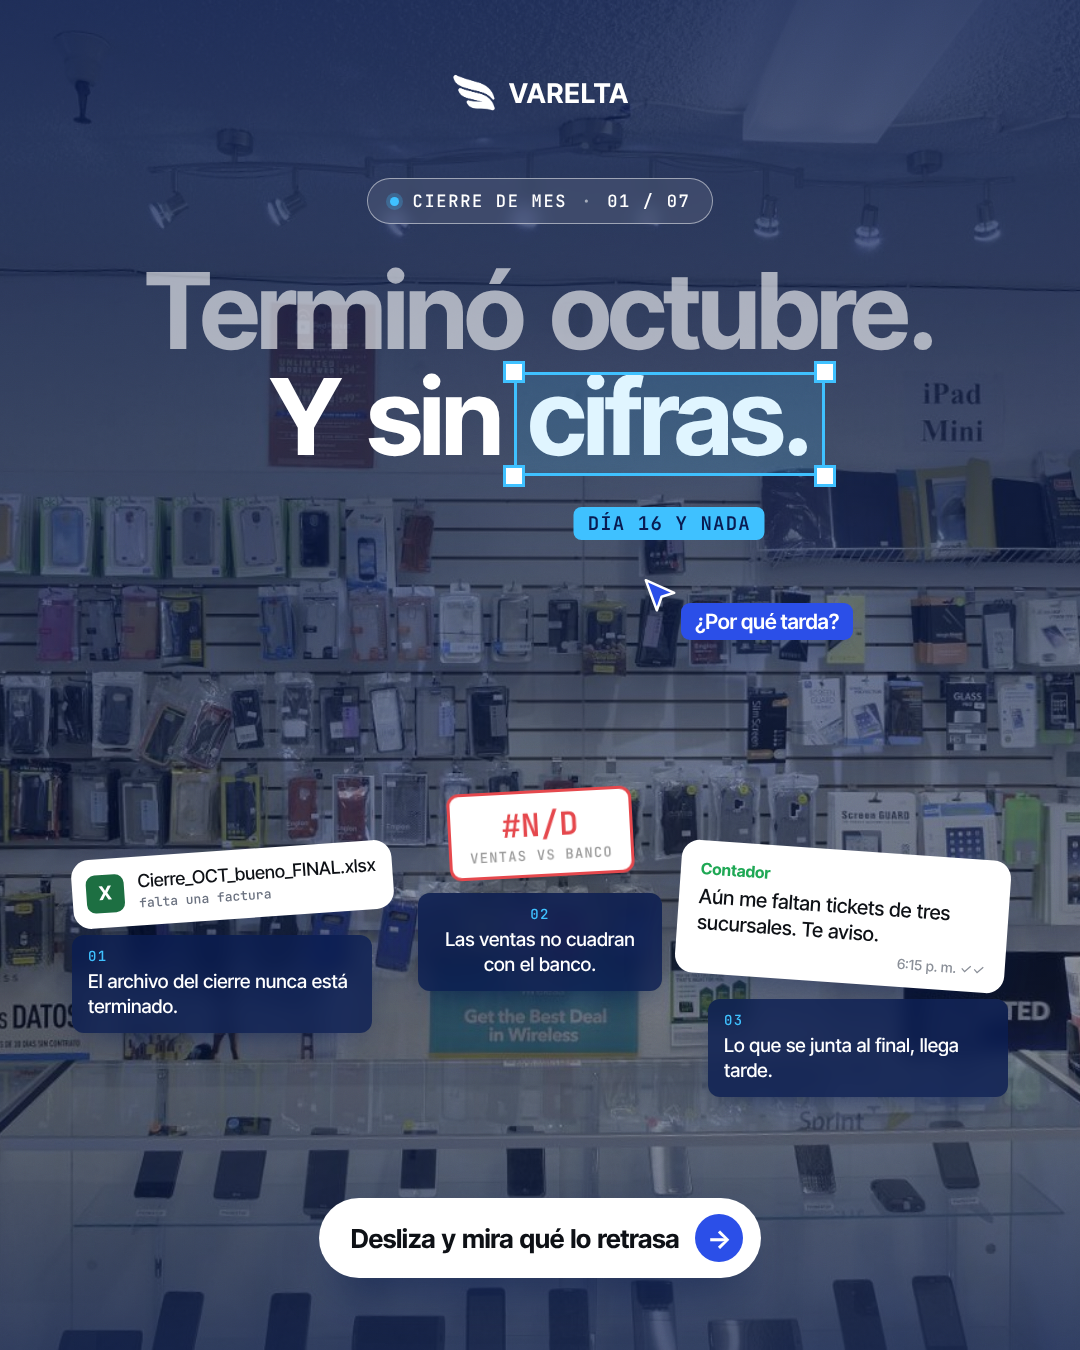 VARELTA
CIERRE DE MES · 01 / 07
Terminó octubre.
Y sin cifras.
iPad
Mini
DÍA 16 Y NADA
¿Por qué tarda?
GLASS
Screen GUARD
#N/D
VENTAS VS BANCO
X
Cierre_OCT_bueno_FINAL.xlsx
falta una factura
01
El archivo del cierre nunca está
terminado.
02
Las ventas no cuadran
con el banco.
Contador
Aún me faltan tickets de tres
sucursales. Te aviso.
6:15 p. m.
03
Lo que se junta al final, llega
tarde.
DATOS
Get the Best Deal
in Wireless
TED
Sprint
Desliza y mira qué lo retrasa